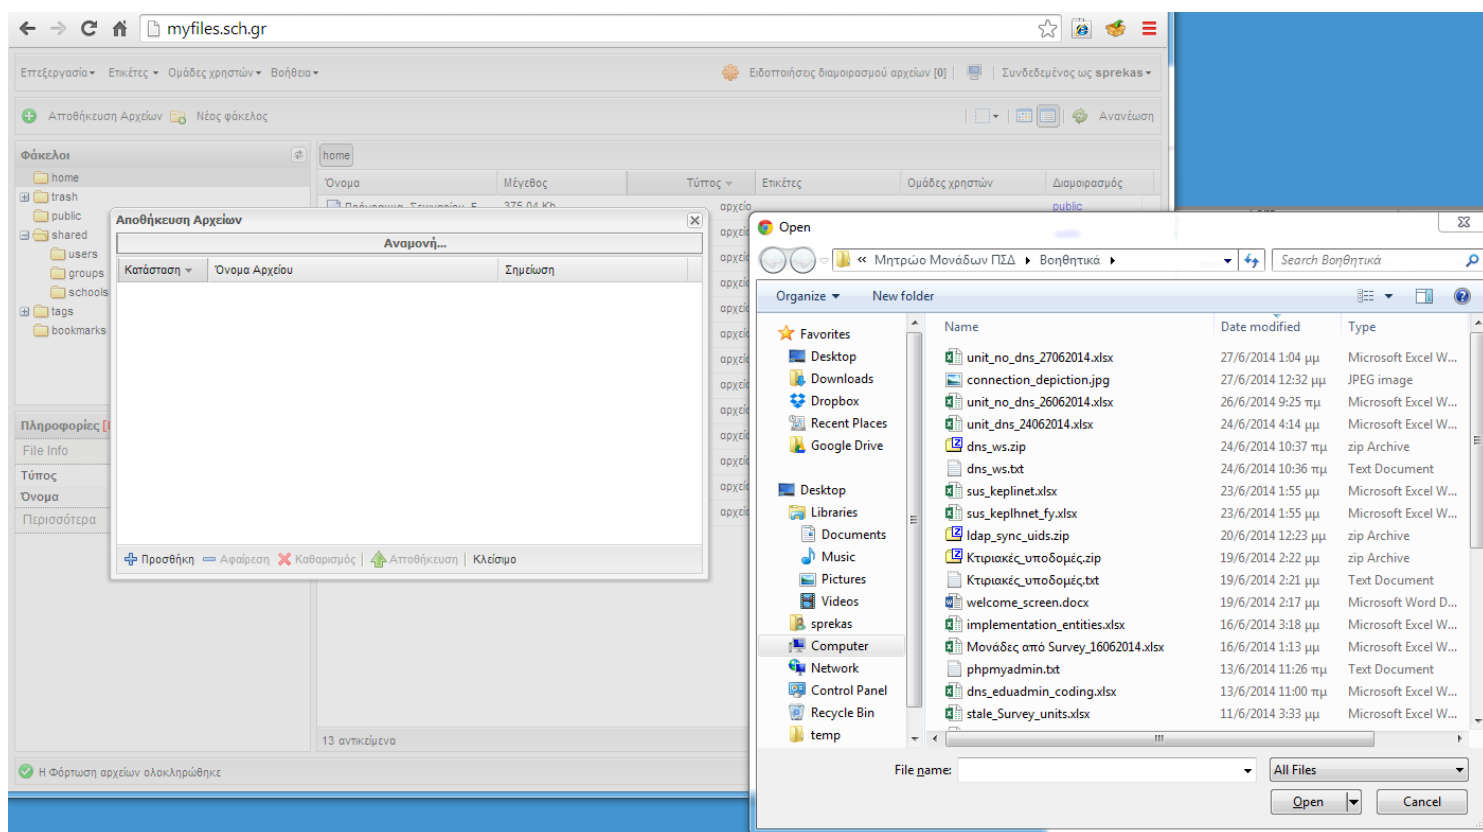 myfiles.sch.gr
Επεξεργασία Ετικέτες Ομάδες χρηστών Βοήθεια Ειδοποιήσεις διαμοιρασμού αρχείων [0] | | Συνδεδεμένος ως sprekas
Αποθήκευση Αρχείων Νέος φάκελος Ανανέωση
Φάκελοι
home
trash
public
shared
users
groups
schools
tags
bookmarks
home
Όνομα Μέγεθος Τύπος Ετικέτες Ομάδες χρηστών Διαμοιρασμός
375.04 Kb αρχείο public
Πληροφορίες
File Info
Τύπος
Όνομα
Περισσότερα
13 αντικείμενα
Η Φόρτωση αρχείων ολοκληρώθηκε
Αποθήκευση Αρχείων
Αναμονή...
Κατάσταση Όνομα Αρχείου Σημείωση
Προσθήκη Αφαίρεση Καθαρισμός | Αποθήκευση | Κλείσιμο
Open
« Μητρώο Μονάδων ΠΣΔ Βοηθητικά Search Βοηθητικά
Organize New folder
Favorites
Desktop
Downloads
Dropbox
Recent Places
Google Drive
Desktop
Libraries
Documents
Music
Pictures
Videos
sprekas
Computer
Network
Control Panel
Recycle Bin
temp
Name Date modified Type
unit_no_dns_27062014.xlsx 27/6/2014 1:04 μμ Microsoft Excel W...
connection_depiction.jpg 27/6/2014 12:32 μμ JPEG image
unit_no_dns_26062014.xlsx 26/6/2014 9:25 πμ Microsoft Excel W...
unit_dns_24062014.xlsx 24/6/2014 4:14 μμ Microsoft Excel W...
dns_ws.zip 24/6/2014 10:37 πμ zip Archive
dns_ws.txt 24/6/2014 10:36 πμ Text Document
sus_keplinet.xlsx 23/6/2014 1:55 μμ Microsoft Excel W...
sus_keplhnet_fy.xlsx 23/6/2014 1:55 μμ Microsoft Excel W...
ldap_sync_uids.zip 20/6/2014 12:23 μμ zip Archive
Κτιριακές_υποδομές.zip 19/6/2014 2:22 μμ zip Archive
Κτιριακές_υποδομές.txt 19/6/2014 2:21 μμ Text Document
welcome_screen.docx 19/6/2014 2:17 μμ Microsoft Word D...
implementation_entities.xlsx 16/6/2014 3:18 μμ Microsoft Excel W...
Μονάδες από Survey_16062014.xlsx 16/6/2014 1:13 μμ Microsoft Excel W...
phpmyadmin.txt 13/6/2014 11:26 πμ Text Document
dns_eduadmin_coding.xlsx 13/6/2014 11:00 πμ Microsoft Excel W...
stale_Survey_units.xlsx 11/6/2014 3:33 μμ Microsoft Excel W...
File name: All Files
Open Cancel